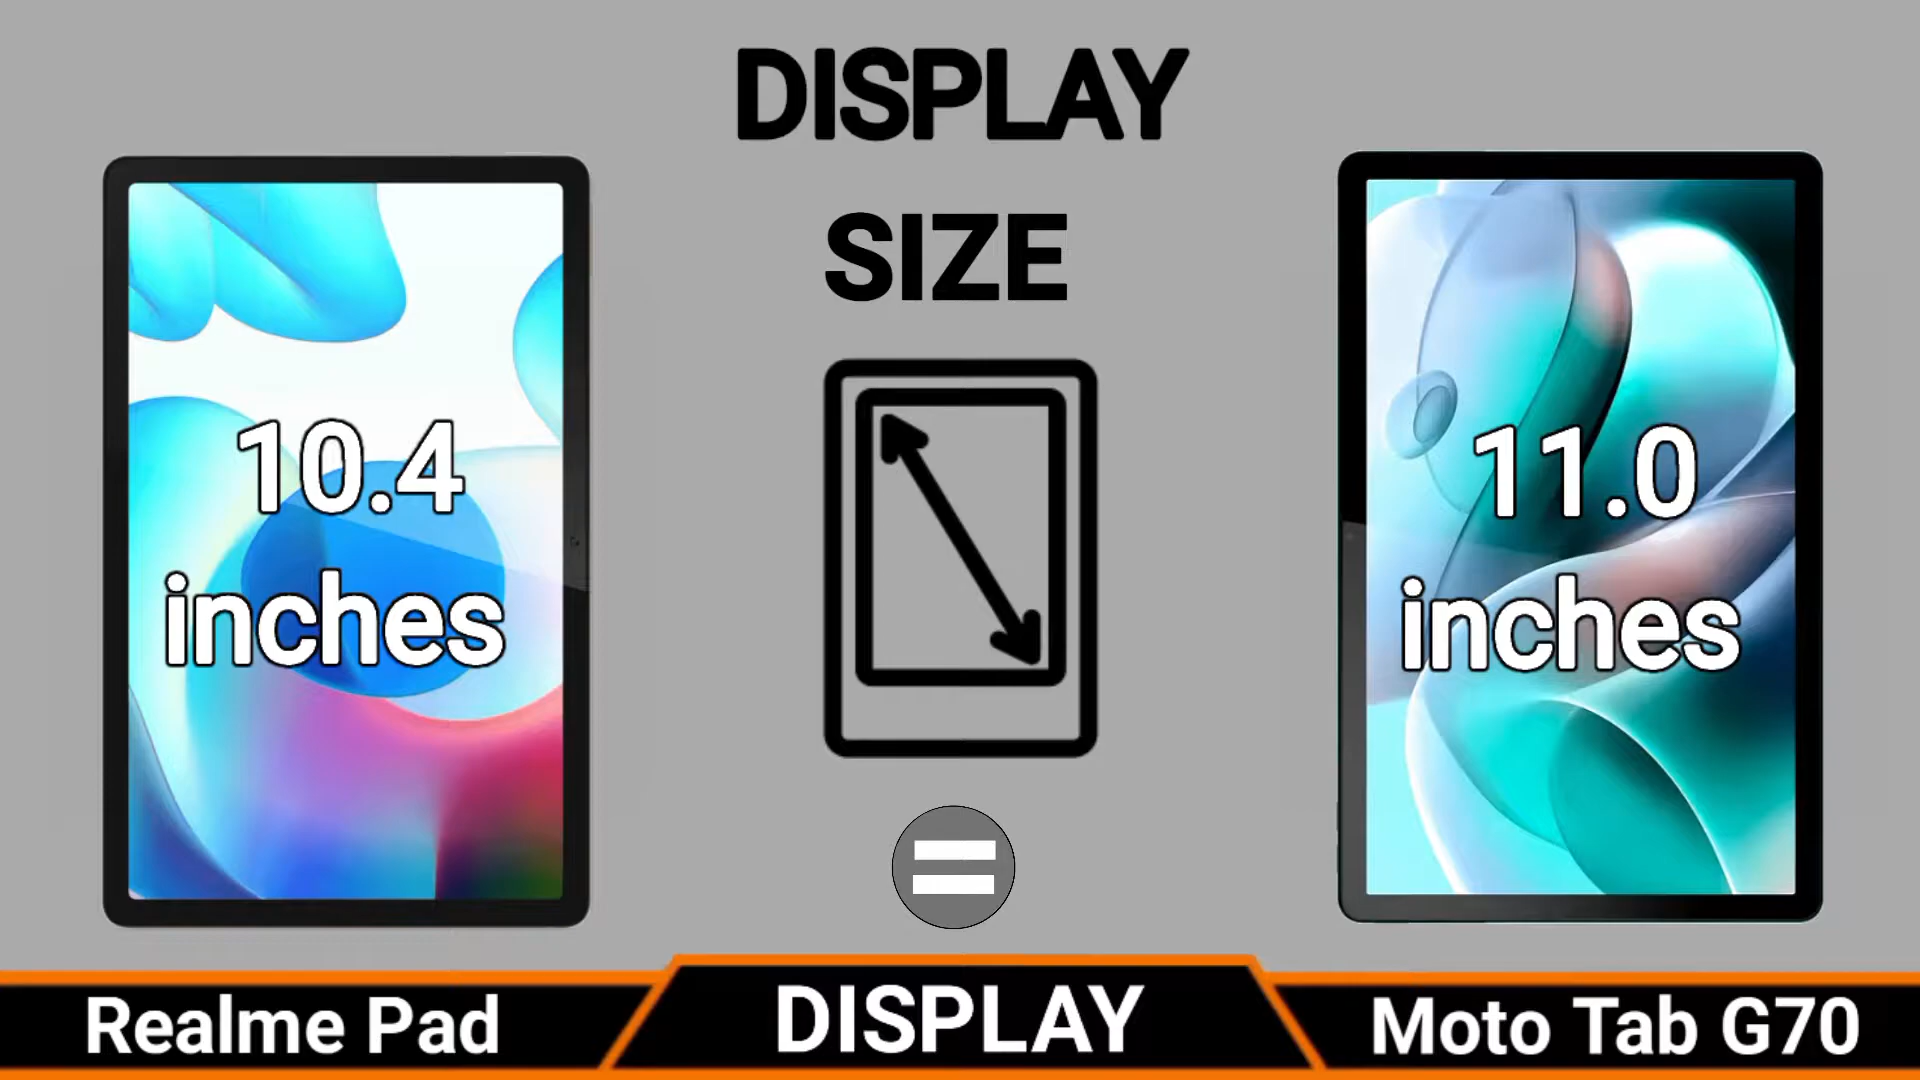 DISPLAY
SIZE
10.4
inches
11.0
inches
Realme Pad
DISPLAY
Moto Tab G70